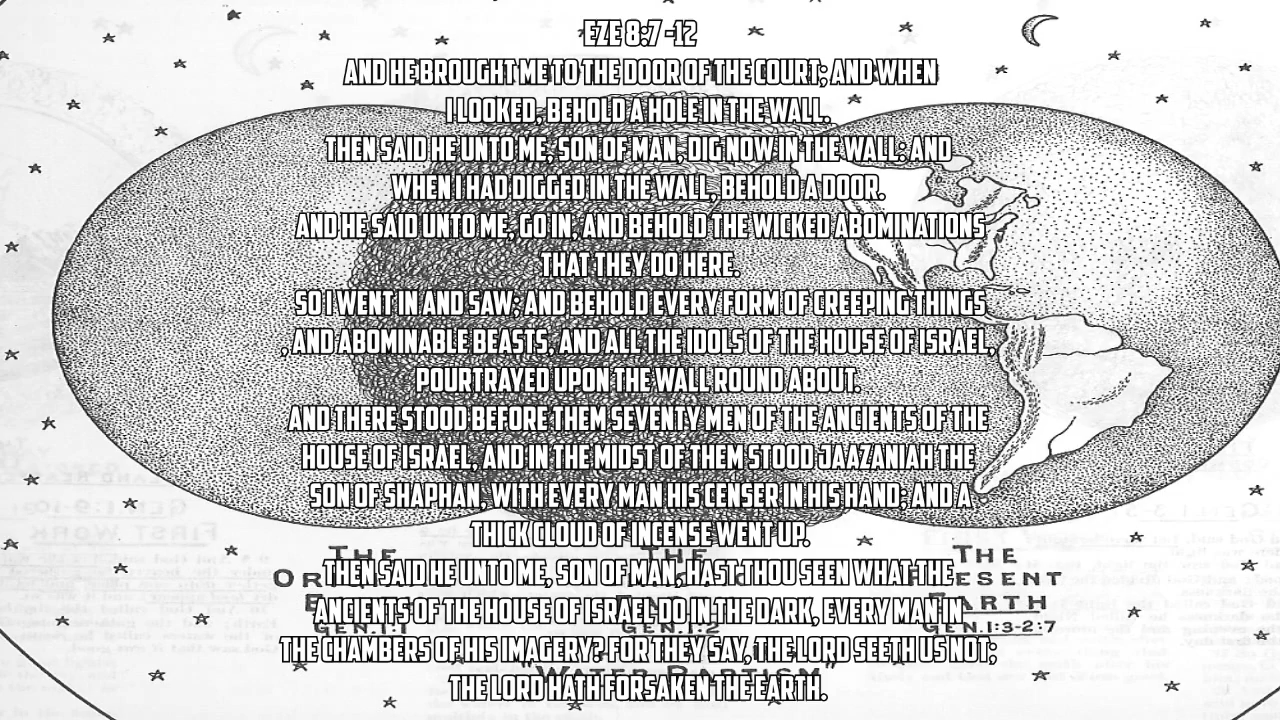 EZE 8:7 -12
AND HE BROUGHT ME TO THE DOOR OF THE COURT; AND WHEN
I LOOKED, BEHOLD A HOLE IN THE WALL.
THEN SAID HE UNTO ME, SON OF MAN, DIG NOW IN THE WALL: AND
WHEN I HAD DIGGED IN THE WALL, BEHOLD A DOOR.
AND HE SAID UNTO ME, GO IN, AND BEHOLD THE WICKED ABOMINATIONS
THAT THEY DO HERE.
SO I WENT IN AND SAW; AND BEHOLD EVERY FORM OF CREEPING THINGS
, AND ABOMINABLE BEASTS, AND ALL THE IDOLS OF THE HOUSE OF ISRAEL,
POURTRAYED UPON THE WALL ROUND ABOUT.
AND THERE STOOD BEFORE THEM SEVENTY MEN OF THE ANCIENTS OF THE
HOUSE OF ISRAEL, AND IN THE MIDST OF THEM STOOD JAAZANIAH THE
SON OF SHAPHAN, WITH EVERY MAN HIS CENSER IN HIS HAND; AND A
THICK CLOUD OF INCENSE WENT UP.
THEN SAID HE UNTO ME, SON OF MAN, HAST THOU SEEN WHAT THE
ANCIENTS OF THE HOUSE OF ISRAEL DO IN THE DARK, EVERY MAN IN
THE CHAMBERS OF HIS IMAGERY? FOR THEY SAY, THE LORD SEETH US NOT;
THE LORD HATH FORSAKEN THE EARTH.
THE
GEN.1:1
THE
GEN.1:2
THE
PRESENT
EARTH
GEN.1:3-2:7
"WATER BAPTISM"